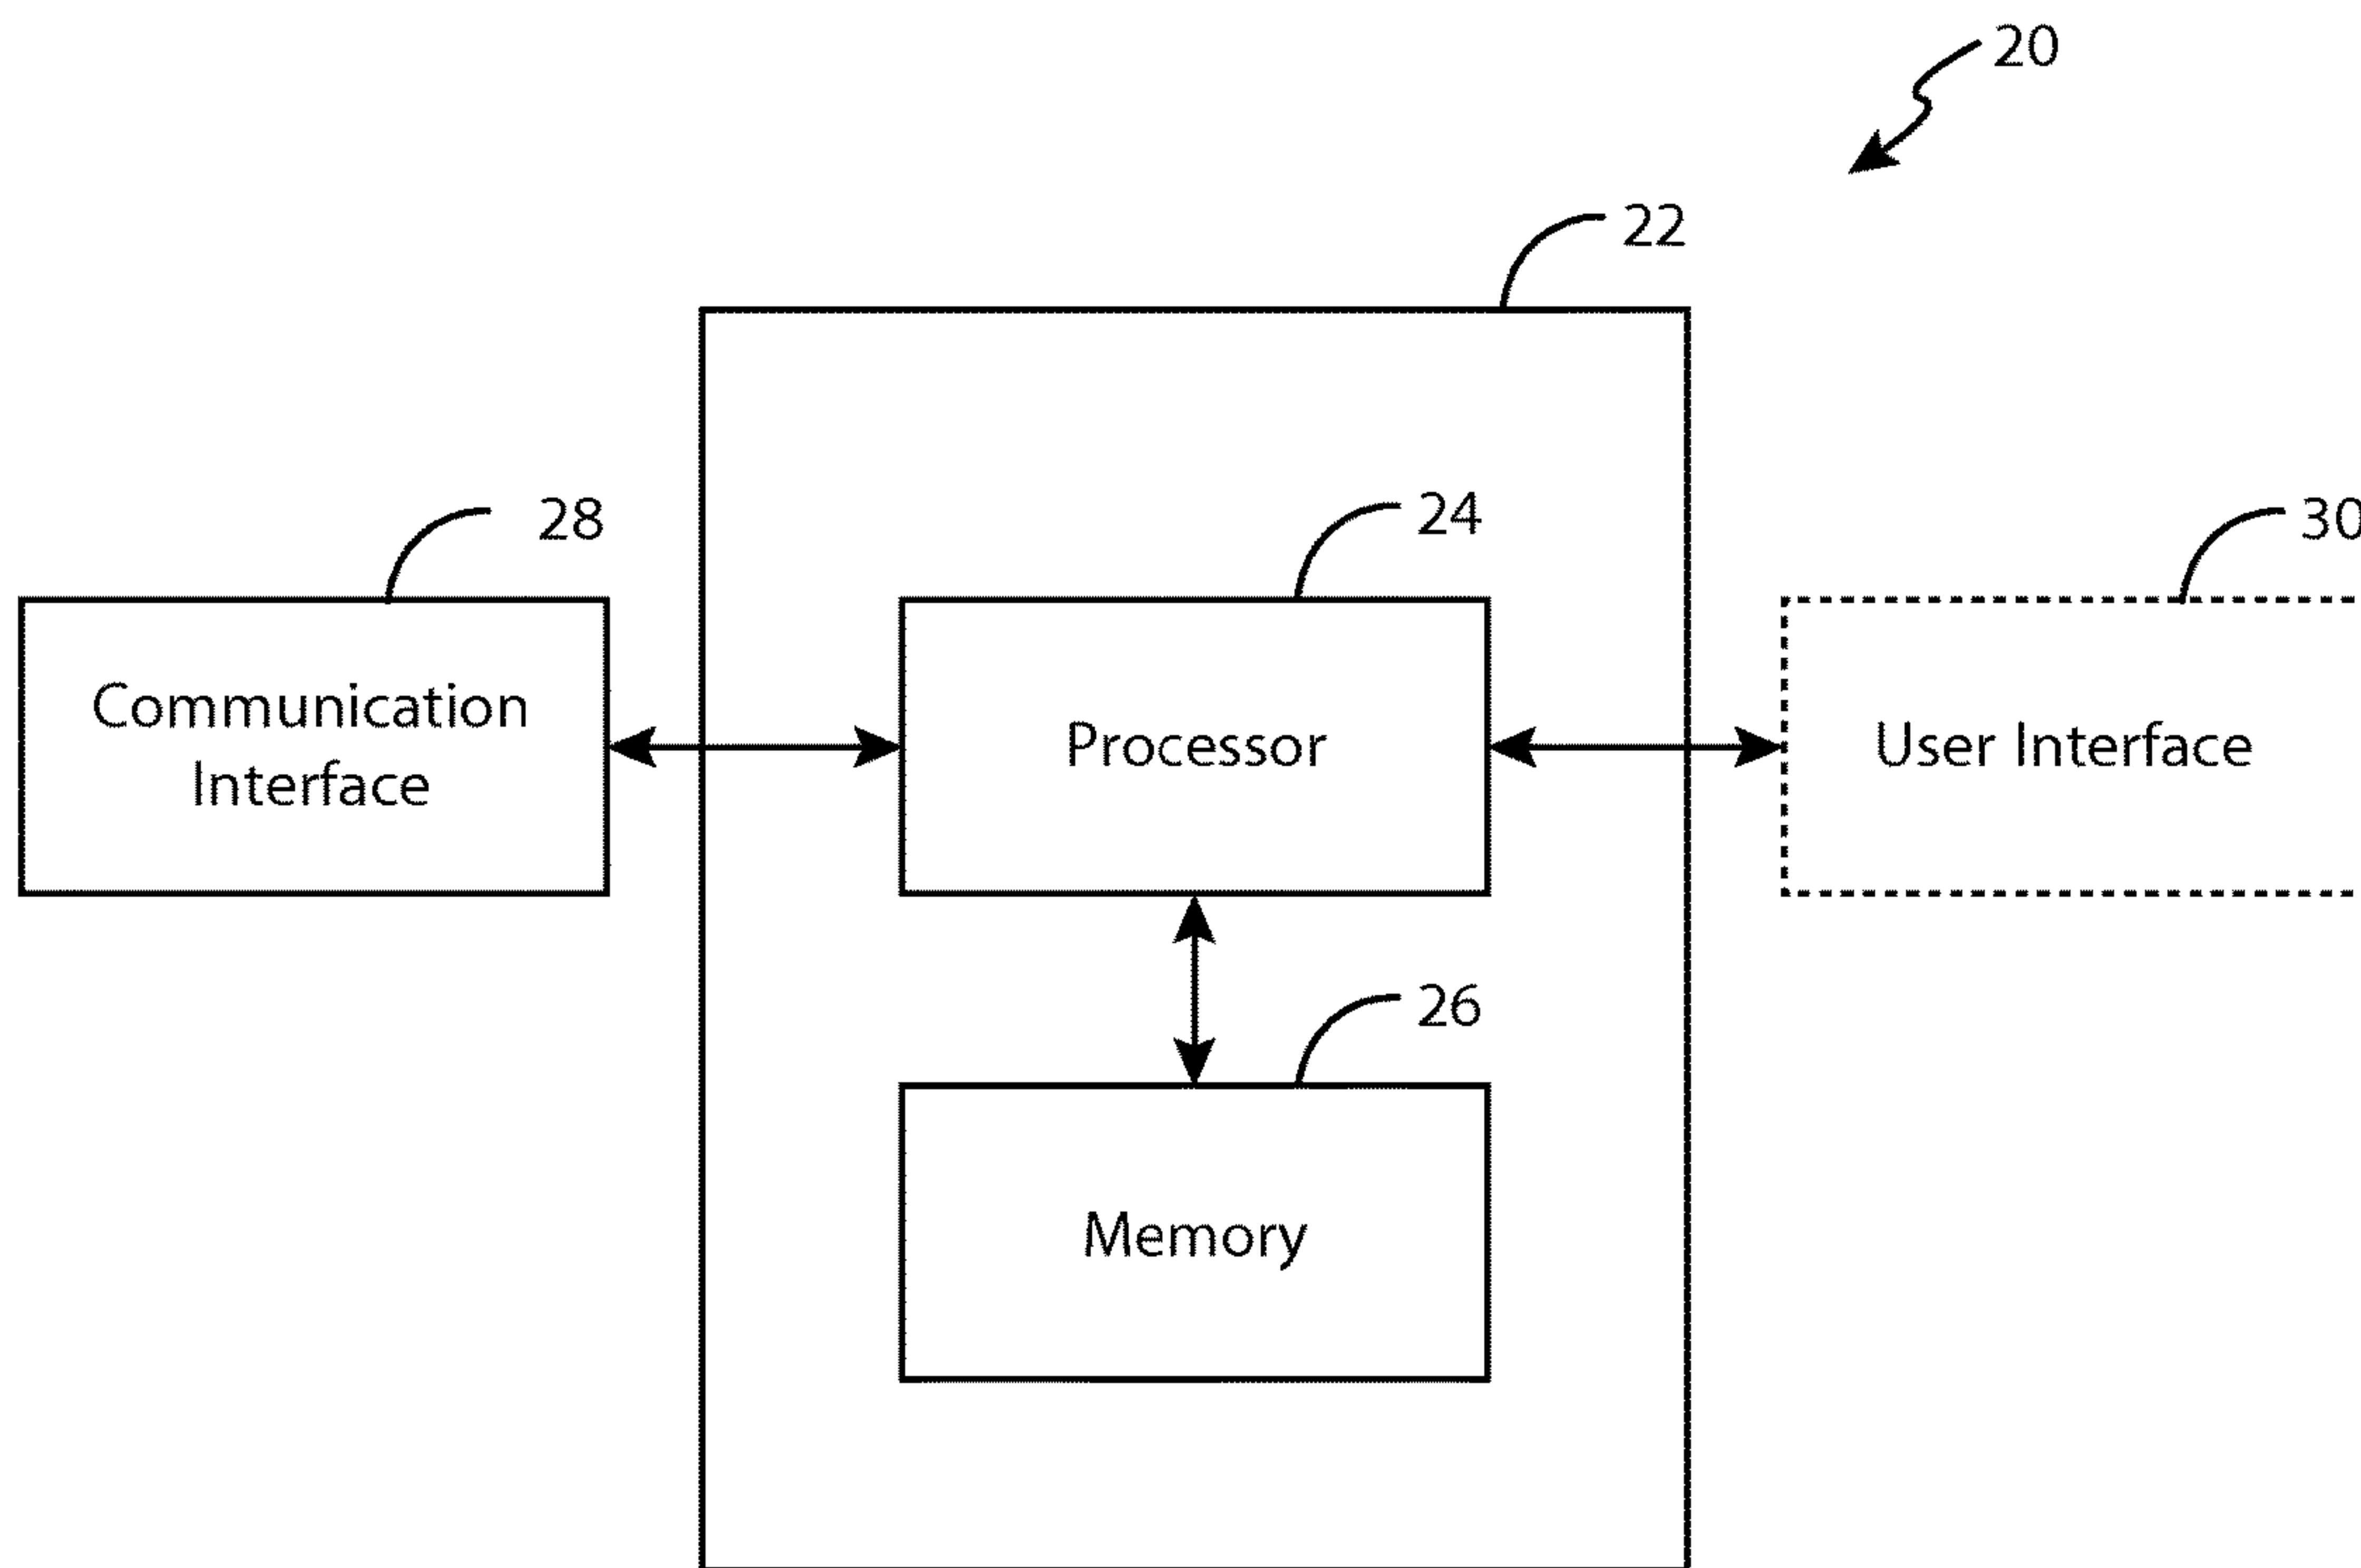 20
22
28
24
30
Communication
Interface
Processor
User Interface
26
Memory